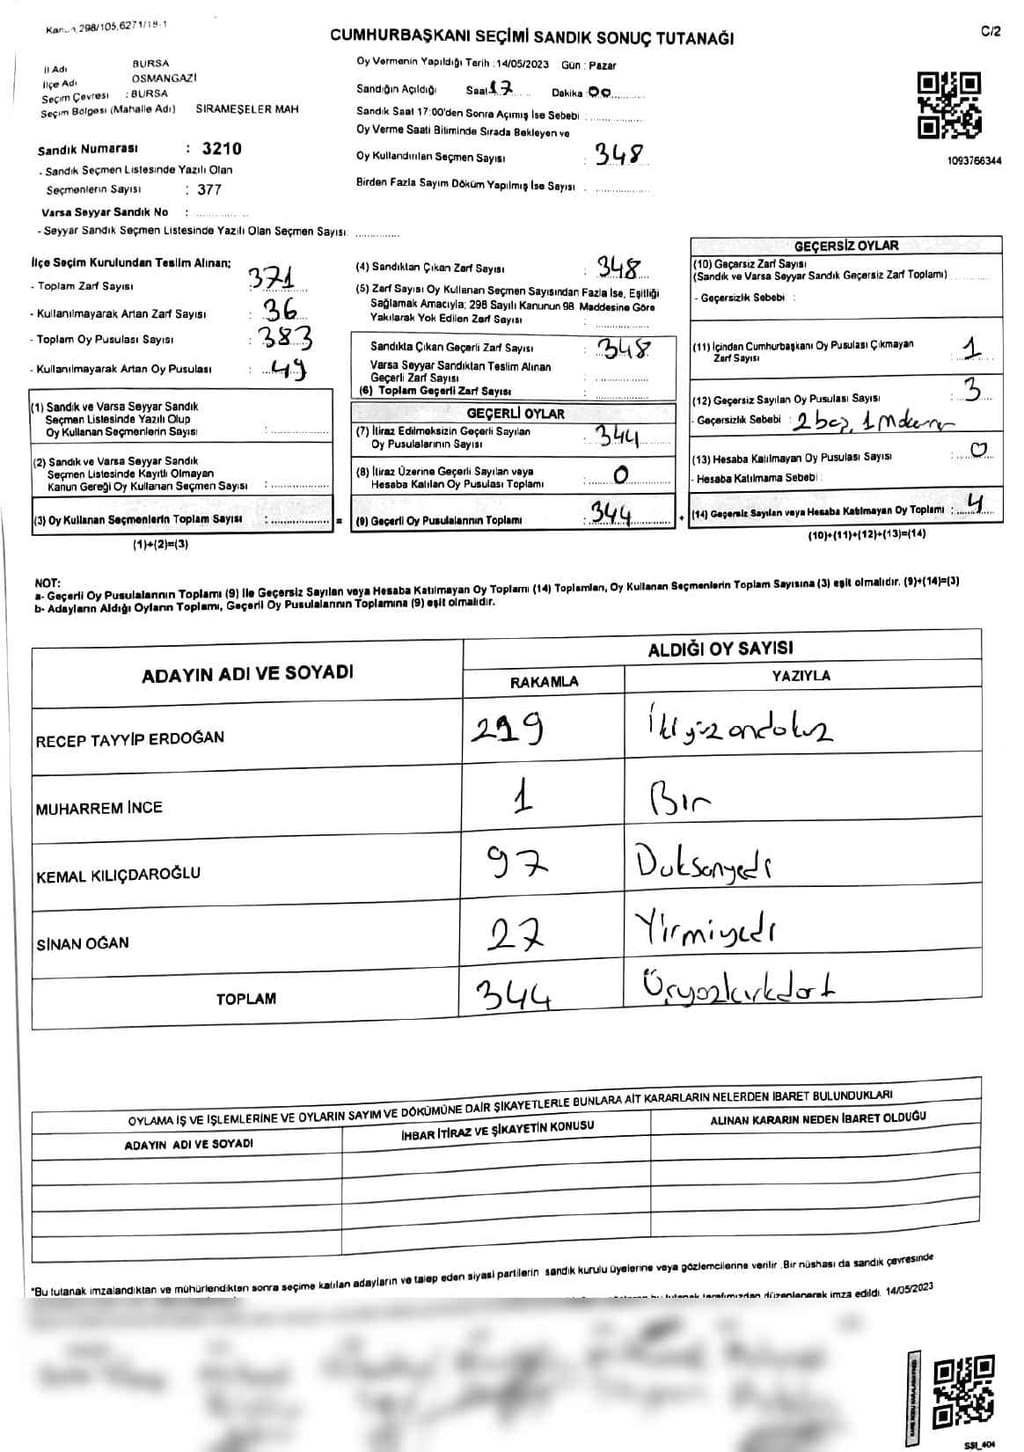 Kanun, 298/105,6271/18-1
CUMHURBAŞKANI SEÇİMİ SANDIK SONUÇ TUTANAĞI
C/2
İl Adı BURSA
İlçe Adı OSMANGAZİ
Seçim Çevresi : BURSA
Seçim Bölgesi (Mahalle Adı) SIRAMEŞELER MAH
Sandık Numarası : 3210
- Sandık Seçmen Listesinde Yazılı Olan
Seçmenlerin Sayısı : 377
Varsa Seyyar Sandık No :
- Seyyar Sandık Seçmen Listesinde Yazılı Olan Seçmen Sayısı:
Oy Vermenin Yapıldığı Tarih :14/05/2023 Gün : Pazar
Sandığın Açıldığı Saat 17 Dakika 00
Sandık Saat 17:00'den Sonra Açımış İse Sebebi :
Oy Verme Saati Bitiminde Sırada Bekleyen ve
Oy Kullandırılan Seçmen Sayısı : 348
Birden Fazla Sayım Döküm Yapılmış İse Sayısı :
1093766344
İlçe Seçim Kurulundan Teslim Alınan;
- Toplam Zarf Sayısı : 371
- Kullanılmayarak Artan Zarf Sayısı : 36
- Toplam Oy Pusulası Sayısı : 383
- Kullanılmayarak Artan Oy Pusulası : 49
(1) Sandık ve Varsa Seyyar Sandık
Seçmen Listesinde Yazılı Olup
Oy Kullanan Seçmenlerin Sayısı :
(2) Sandık ve Varsa Seyyar Sandık
Seçmen Listesinde Kayıtlı Olmayan
Kanun Gereği Oy Kullanan Seçmen Sayısı :
(3) Oy Kullanan Seçmenlerin Toplam Sayısı : =
(1)+(2)=(3)
(4) Sandıktan Çıkan Zarf Sayısı : 348
(5) Zarf Sayısı Oy Kullanan Seçmen Sayısından Fazla İse, Eşitliği
Sağlamak Amacıyla; 298 Sayılı Kanunun 98 Maddesine Göre
Yakılarak Yok Edilen Zarf Sayısı :
Sandıkta Çıkan Geçerli Zarf Sayısı : 348
Varsa Seyyar Sandıktan Teslim Alınan
Geçerli Zarf Sayısı :
(6) Toplam Geçerli Zarf Sayısı :
GEÇERLİ OYLAR
(7) İtiraz Edilmeksizin Geçerli Sayılan
Oy Pusulalarının Sayısı : 344
(8) İtiraz Üzerine Geçerli Sayılan veya
Hesaba Katılan Oy Pusulası Toplamı : 0
(9) Geçerli Oy Pusulalarının Toplamı : 344 +
GEÇERSİZ OYLAR
(10) Geçersiz Zarf Sayısı
(Sandık ve Varsa Seyyar Sandık Geçersiz Zarf Toplamı)
- Geçersizlik Sebebi :
(11) İçinden Cumhurbaşkanı Oy Pusulası Çıkmayan
Zarf Sayısı : 1
(12) Geçersiz Sayılan Oy Pusulası Sayısı : 3
- Geçersizlik Sebebi : 2 boş, 1
(13) Hesaba Katılmayan Oy Pusulası Sayısı : 0
- Hesaba Katılmama Sebebi :
(14) Geçersiz Sayılan veya Hesaba Katılmayan Oy Toplamı : 4
(10)+(11)+(12)+(13)=(14)
NOT:
a- Geçerli Oy Pusulalarının Toplamı (9) ile Geçersiz Sayılan veya Hesaba Katılmayan Oy Toplamı (14) Toplamları, Oy Kullanan Seçmenlerin Toplam Sayısına (3) eşit olmalıdır. (9)+(14)=(3)
b- Adayların Aldığı Oyların Toplamı, Geçerli Oy Pusulalarının Toplamına (9) eşit olmalıdır.
ADAYIN ADI VE SOYADI
ALDIĞI OY SAYISI
RAKAMLA YAZIYLA
RECEP TAYYİP ERDOĞAN 219 İkiyüzondokuz
MUHARREM İNCE 1 Bir
KEMAL KILIÇDAROĞLU 97 Doksanyedi
SİNAN OĞAN 27 Yirmiyedi
TOPLAM 344 Üçyüzkırkdört
OYLAMA İŞ VE İŞLEMLERİNE VE OYLARIN SAYIM VE DÖKÜMÜNE DAİR ŞİKAYETLERLE BUNLARA AİT KARARLARIN NELERDEN İBARET BULUNDUKLARI
ADAYIN ADI VE SOYADI İHBAR İTİRAZ VE ŞİKAYETİN KONUSU ALINAN KARARIN NEDEN İBARET OLDUĞU
*Bu tutanak imzalandıktan ve mühürlendikten sonra seçime katılan adayların ve talep eden siyasi partilerin sandık kurulu üyelerine veya gözlemcilerine verilir .Bir nüshası da sandık çevresinde
bu tutanak tarafımızdan düzenlenerek imza edildi. 14/05/2023
SSI_404